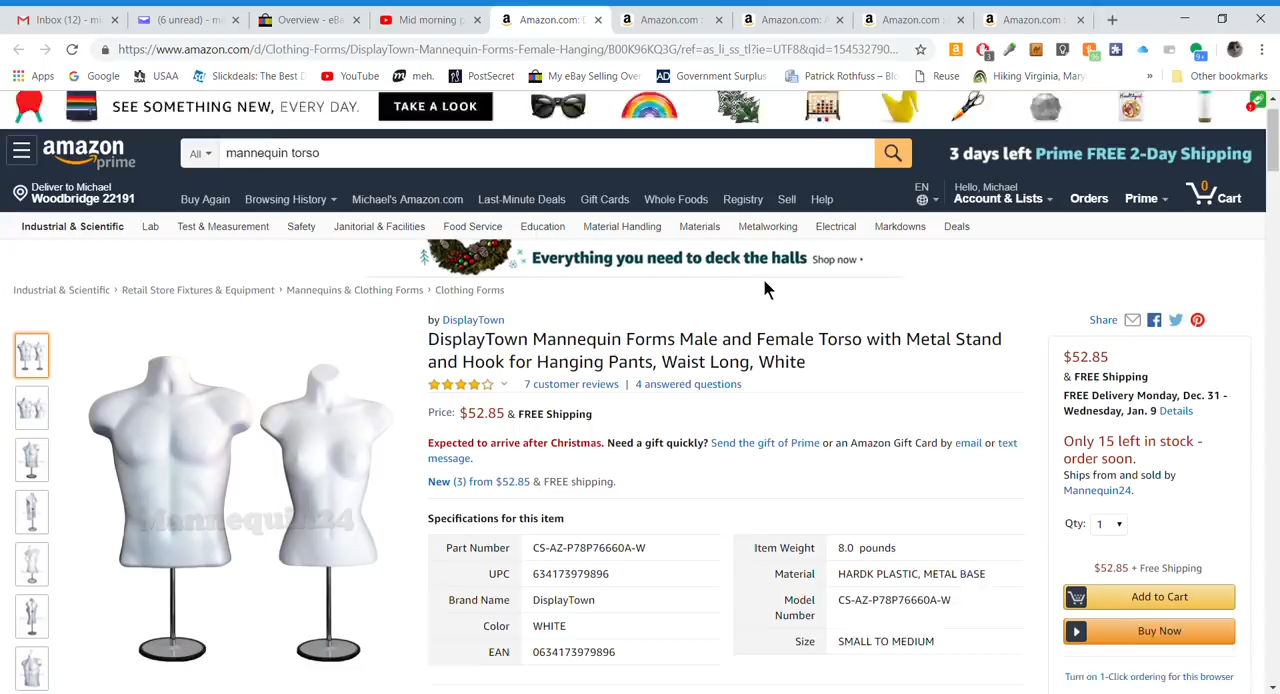 Inbox (12) - mi
(6 unread) - mi
Overview - eBa
Mid morning p
Amazon.com: D
Amazon.com : 
Amazon.com: A
Amazon.com :
Amazon.com :
https://www.amazon.com/d/Clothing-Forms/DisplayTown-Mannequin-Forms-Female-Hanging/B00K96KQ3G/ref=as_li_ss_tl?ie=UTF8&qid=154532790...
Apps
Google
USAA
Slickdeals: The Best D
YouTube
meh.
PostSecret
My eBay Selling Over
Government Surplus
Patrick Rothfuss – Blo
Reuse
Hiking Virginia, Mary
»
Other bookmarks
SEE SOMETHING NEW, EVERY DAY.
TAKE A LOOK
amazon
prime
All
mannequin torso
3 days left Prime FREE 2-Day Shipping
Deliver to Michael
Woodbridge 22191
Buy Again
Browsing History
Michael's Amazon.com
Last-Minute Deals
Gift Cards
Whole Foods
Registry
Sell
Help
EN
Hello, Michael
Account & Lists
Orders
Prime
0
Cart
Industrial & Scientific
Lab
Test & Measurement
Safety
Janitorial & Facilities
Food Service
Education
Material Handling
Materials
Metalworking
Electrical
Markdowns
Deals
Everything you need to deck the halls Shop now ›
Industrial & Scientific › Retail Store Fixtures & Equipment › Mannequins & Clothing Forms › Clothing Forms
by DisplayTown
DisplayTown Mannequin Forms Male and Female Torso with Metal Stand
and Hook for Hanging Pants, Waist Long, White
7 customer reviews | 4 answered questions
Price: $52.85 & FREE Shipping
Expected to arrive after Christmas. Need a gift quickly? Send the gift of Prime or an Amazon Gift Card by email or text
message.
New (3) from $52.85 & FREE shipping.
Specifications for this item
Part Number CS-AZ-P78P76660A-W
UPC 634173979896
Brand Name DisplayTown
Color WHITE
EAN 0634173979896
Item Weight 8.0 pounds
Material HARDK PLASTIC, METAL BASE
Model CS-AZ-P78P76660A-W
Number
Size SMALL TO MEDIUM
Mannequin24
Share
$52.85
& FREE Shipping
FREE Delivery Monday, Dec. 31 -
Wednesday, Jan. 9 Details
Only 15 left in stock -
order soon.
Ships from and sold by
Mannequin24.
Qty: 1
$52.85 + Free Shipping
Add to Cart
Buy Now
Turn on 1-Click ordering for this browser